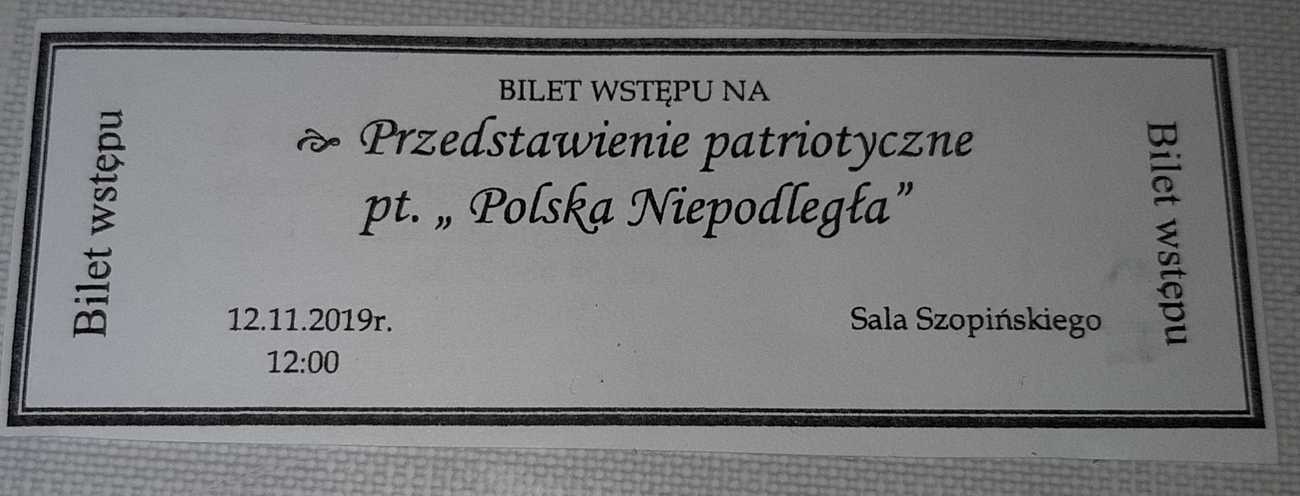 Bilet wstępu
BILET WSTĘPU NA
Przedstawienie patriotyczne
pt. „ Polska Niepodległa”
12.11.2019r.
12:00
Sala Szopińskiego
Bilet wstępu